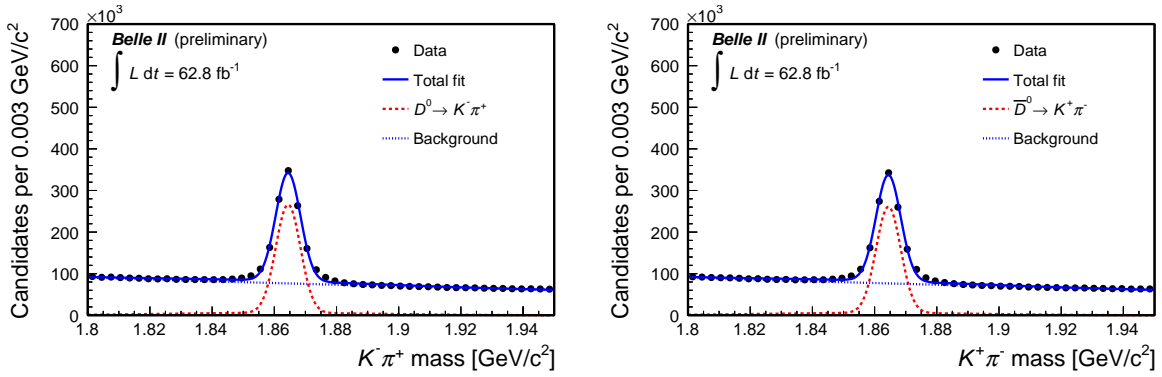 ×10³
700
600
500
400
300
200
100
0
Candidates per 0.003 GeV/c²
Belle II (preliminary)
∫ L dt = 62.8 fb⁻¹
Data
Total fit
D⁰→ K⁻π⁺
Background
1.8 1.82 1.84 1.86 1.88 1.9 1.92 1.94
K⁻π⁺ mass [GeV/c²]
×10³
700
600
500
400
300
200
100
0
Candidates per 0.003 GeV/c²
Belle II (preliminary)
∫ L dt = 62.8 fb⁻¹
Data
Total fit
D̅⁰→ K⁺π⁻
Background
1.8 1.82 1.84 1.86 1.88 1.9 1.92 1.94
K⁺π⁻ mass [GeV/c²]